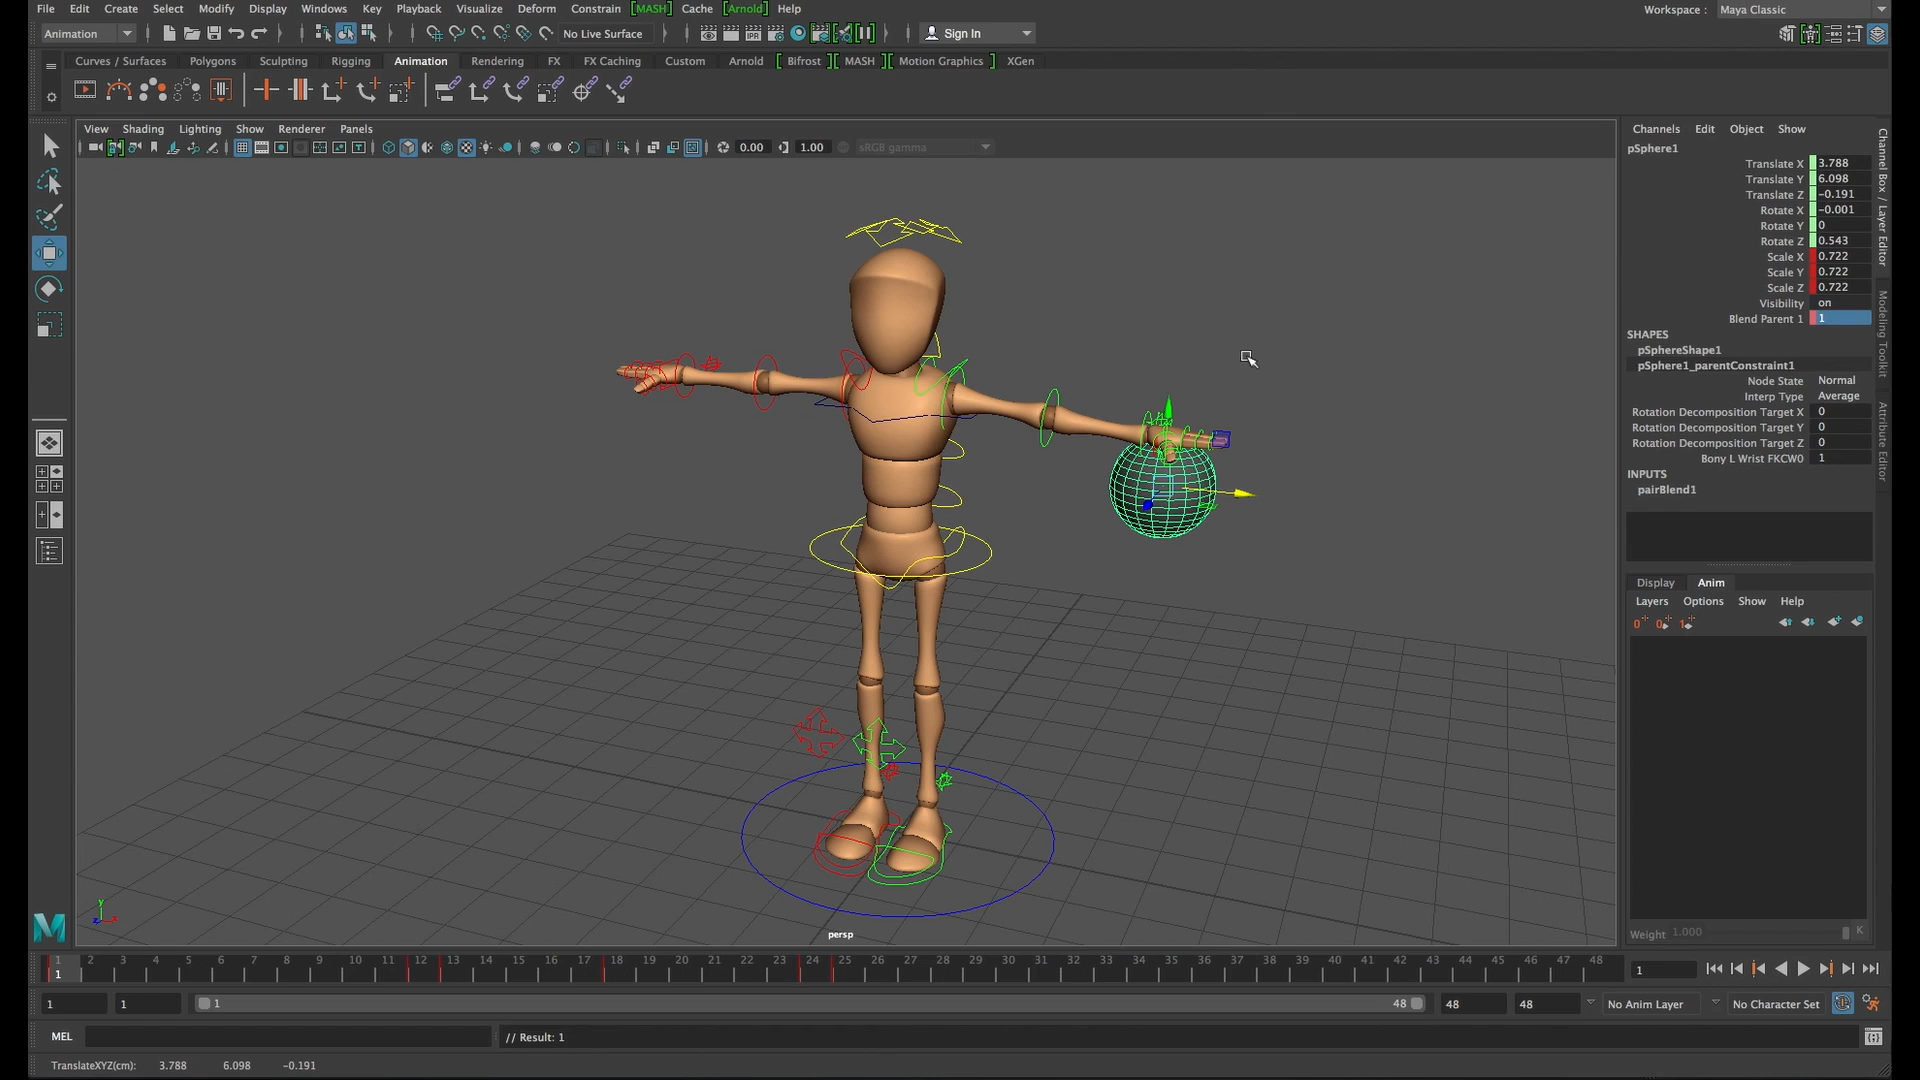 File Edit Create Select Modify Display Windows Key Playback Visualize Deform Constrain [MASH] Cache [Arnold] Help
Workspace : Maya Classic
Animation No Live Surface Sign In
Curves / Surfaces Polygons Sculpting Rigging Animation Rendering FX FX Caching Custom Arnold [ Bifrost ] [ MASH ] [ Motion Graphics ] XGen
View Shading Lighting Show Renderer Panels
0.00 1.00 sRGB gamma
Channels Edit Object Show
pSphere1
Translate X 3.788
Translate Y 6.098
Translate Z -0.191
Rotate X -0.001
Rotate Y 0
Rotate Z 0.543
Scale X 0.722
Scale Y 0.722
Scale Z 0.722
Visibility on
Blend Parent 1 1
SHAPES
pSphereShape1
pSphere1_parentConstraint1
Node State Normal
Interp Type Average
Rotation Decomposition Target X 0
Rotation Decomposition Target Y 0
Rotation Decomposition Target Z 0
Bony L Wrist FKCW0 1
INPUTS
pairBlend1
Channel Box / Layer Editor
Modeling Toolkit
Attribute Editor
Display Anim
Layers Options Show Help
Weight 1.000 K
y
z x
persp
1 2 3 4 5 6 7 8 9 10 11 12 13 14 15 16 17 18 19 20 21 22 23 24 25 26 27 28 29 30 31 32 33 34 35 36 37 38 39 40 41 42 43 44 45 46 47 48
1 1
1 1 1 48 48 48 No Anim Layer No Character Set
MEL // Result: 1
TranslateXYZ(cm): 3.788 6.098 -0.191